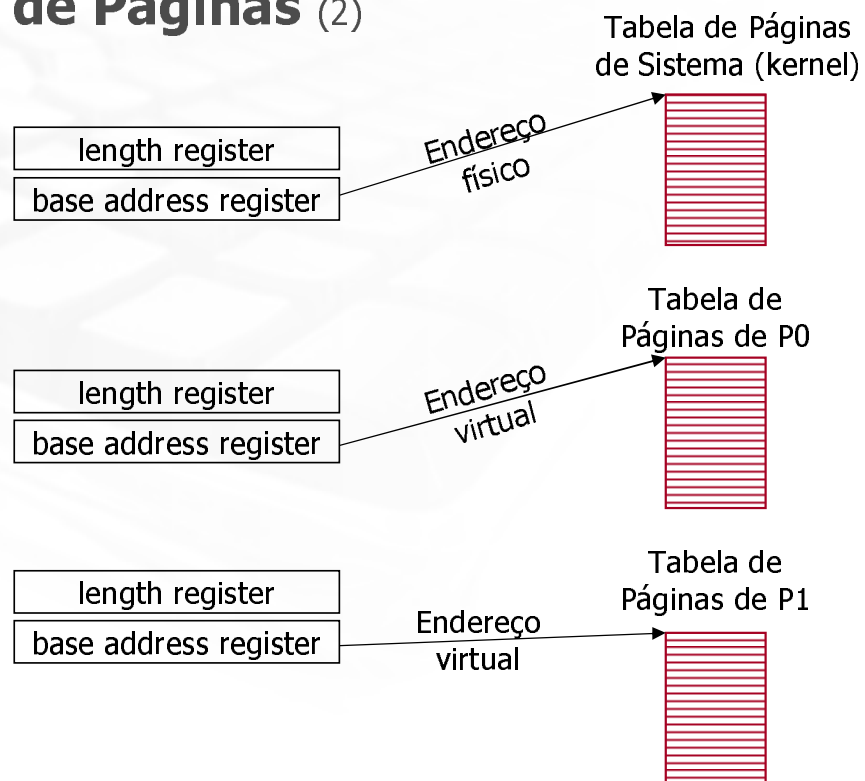 de Páginas (2)
Tabela de Páginas
de Sistema (kernel)
length register
base address register
Endereço
físico
Tabela de
Páginas de P0
length register
base address register
Endereço
virtual
Tabela de
Páginas de P1
length register
base address register
Endereço
virtual